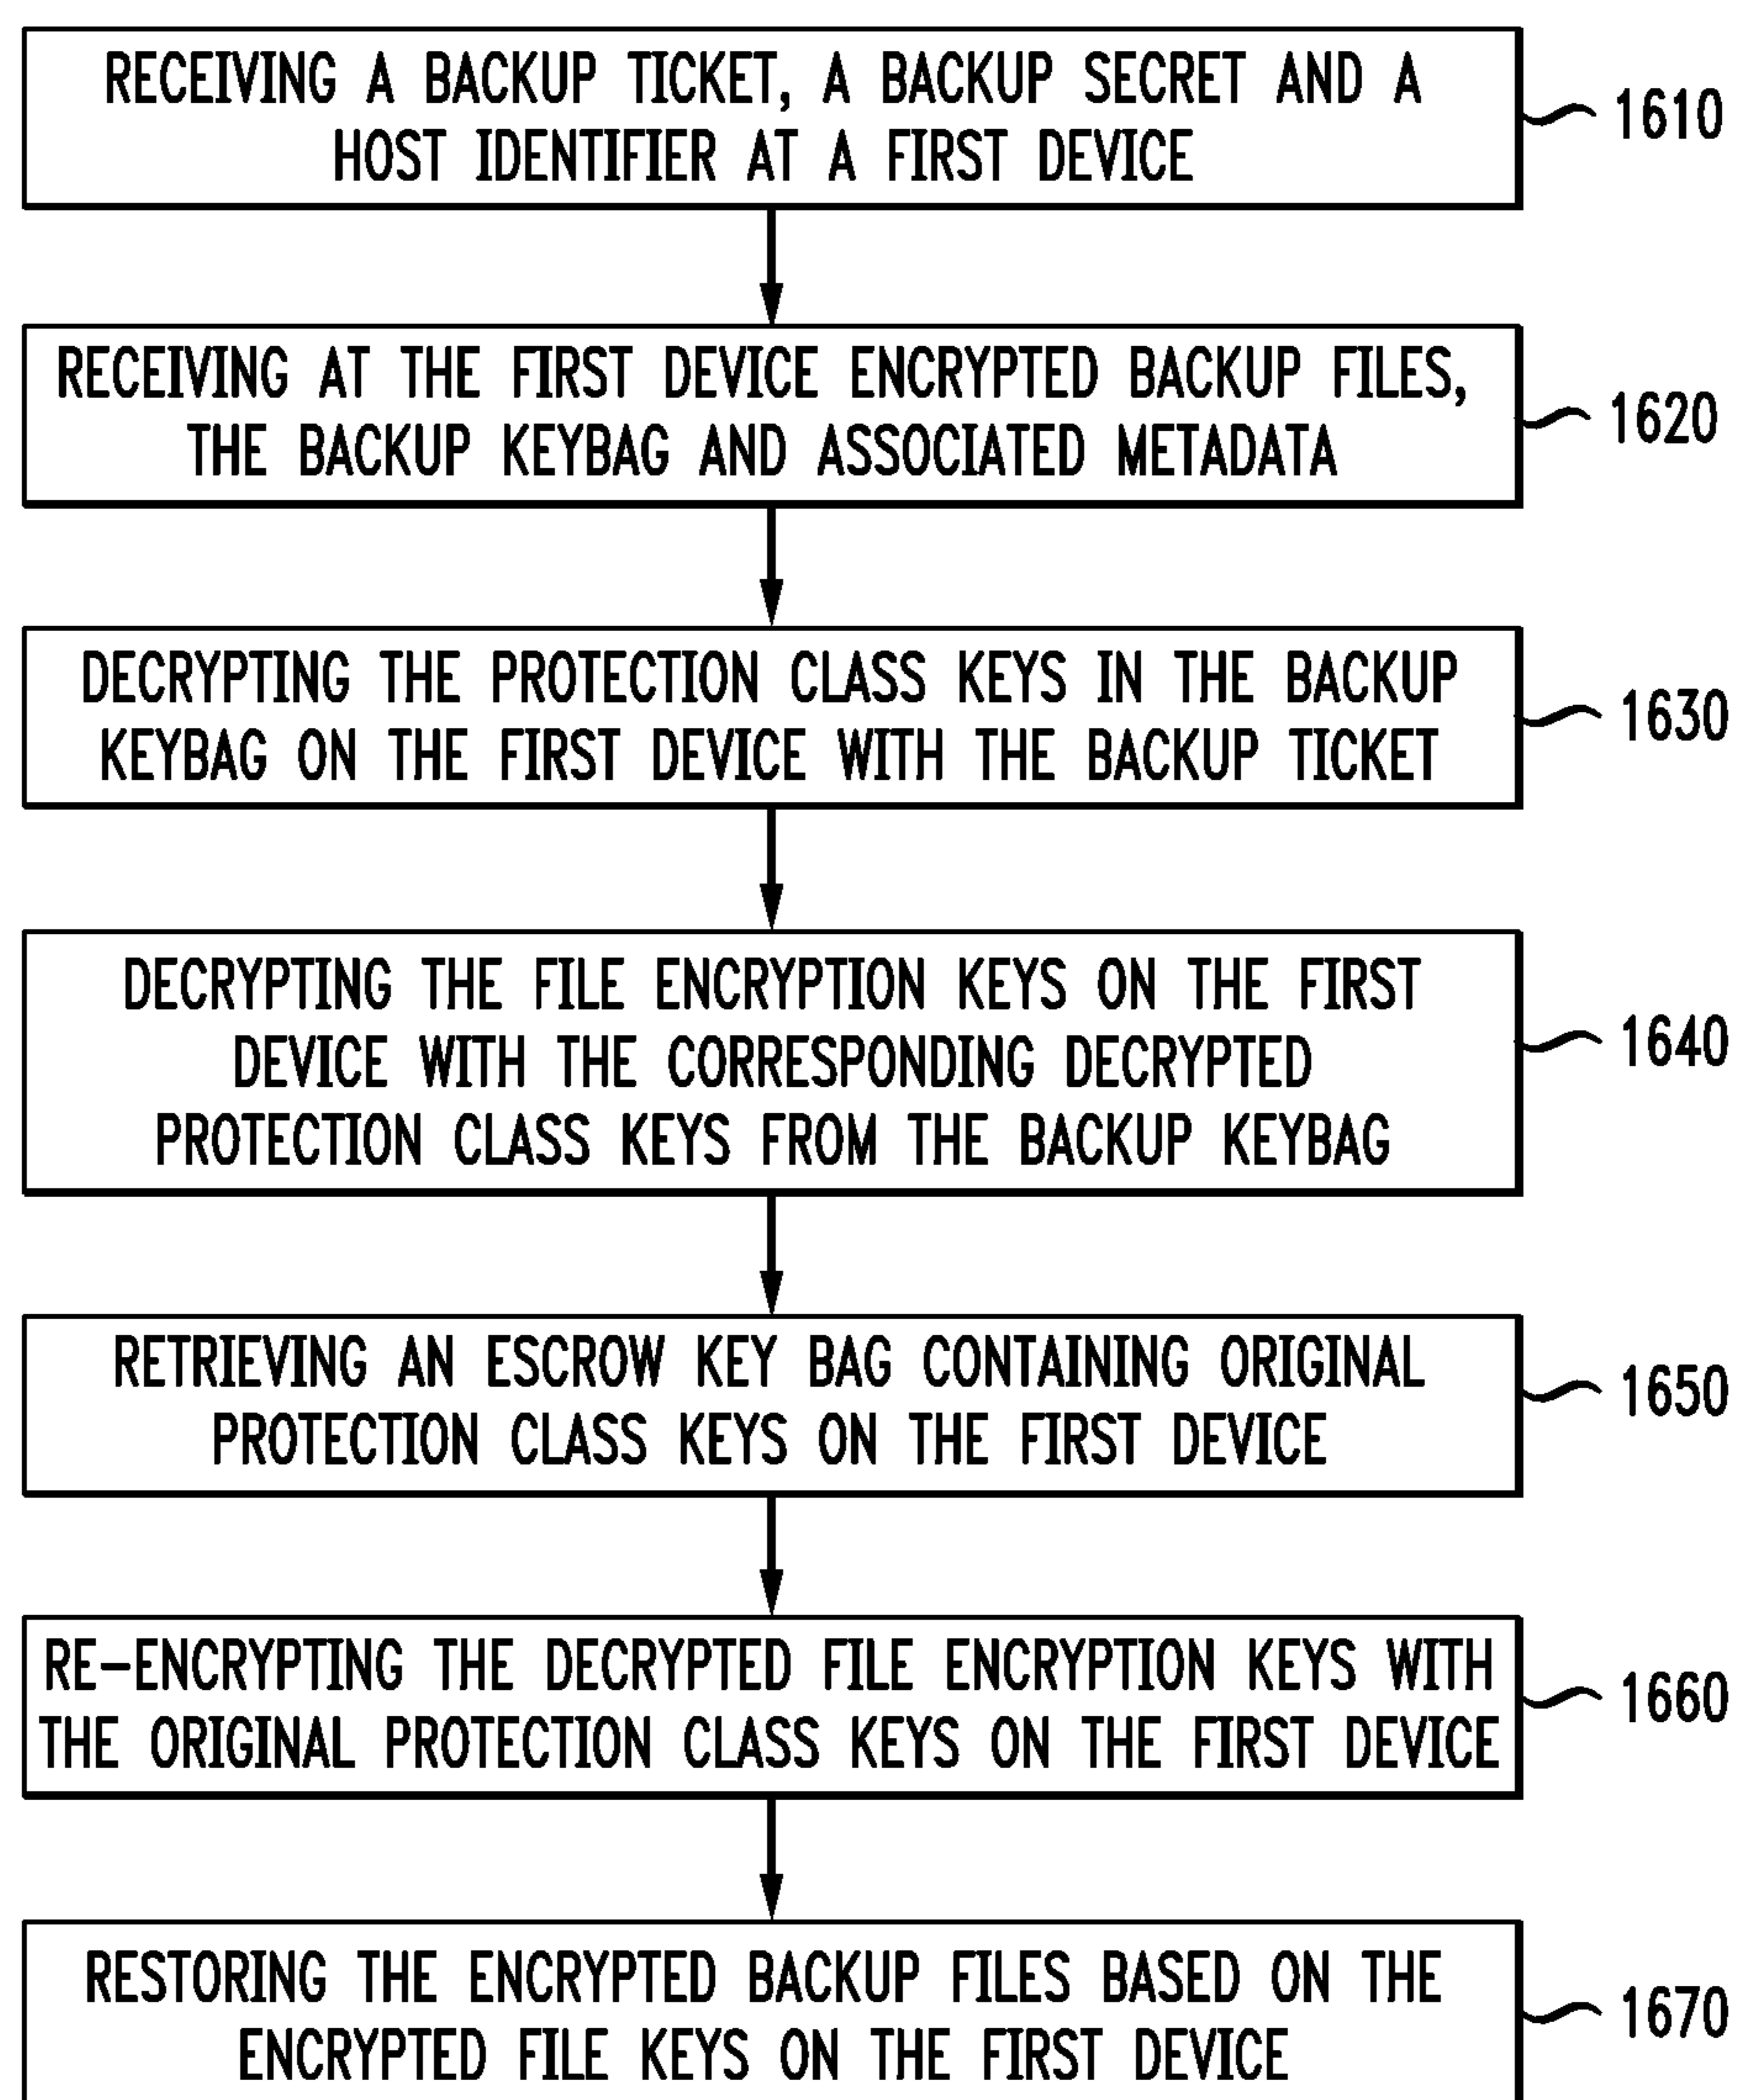 RECEIVING A BACKUP TICKET, A BACKUP SECRET AND A
HOST IDENTIFIER AT A FIRST DEVICE
1610
RECEIVING AT THE FIRST DEVICE ENCRYPTED BACKUP FILES,
THE BACKUP KEYBAG AND ASSOCIATED METADATA
1620
DECRYPTING THE PROTECTION CLASS KEYS IN THE BACKUP
KEYBAG ON THE FIRST DEVICE WITH THE BACKUP TICKET
1630
DECRYPTING THE FILE ENCRYPTION KEYS ON THE FIRST
DEVICE WITH THE CORRESPONDING DECRYPTED
PROTECTION CLASS KEYS FROM THE BACKUP KEYBAG
1640
RETRIEVING AN ESCROW KEY BAG CONTAINING ORIGINAL
PROTECTION CLASS KEYS ON THE FIRST DEVICE
1650
RE-ENCRYPTING THE DECRYPTED FILE ENCRYPTION KEYS WITH
THE ORIGINAL PROTECTION CLASS KEYS ON THE FIRST DEVICE
1660
RESTORING THE ENCRYPTED BACKUP FILES BASED ON THE
ENCRYPTED FILE KEYS ON THE FIRST DEVICE
1670